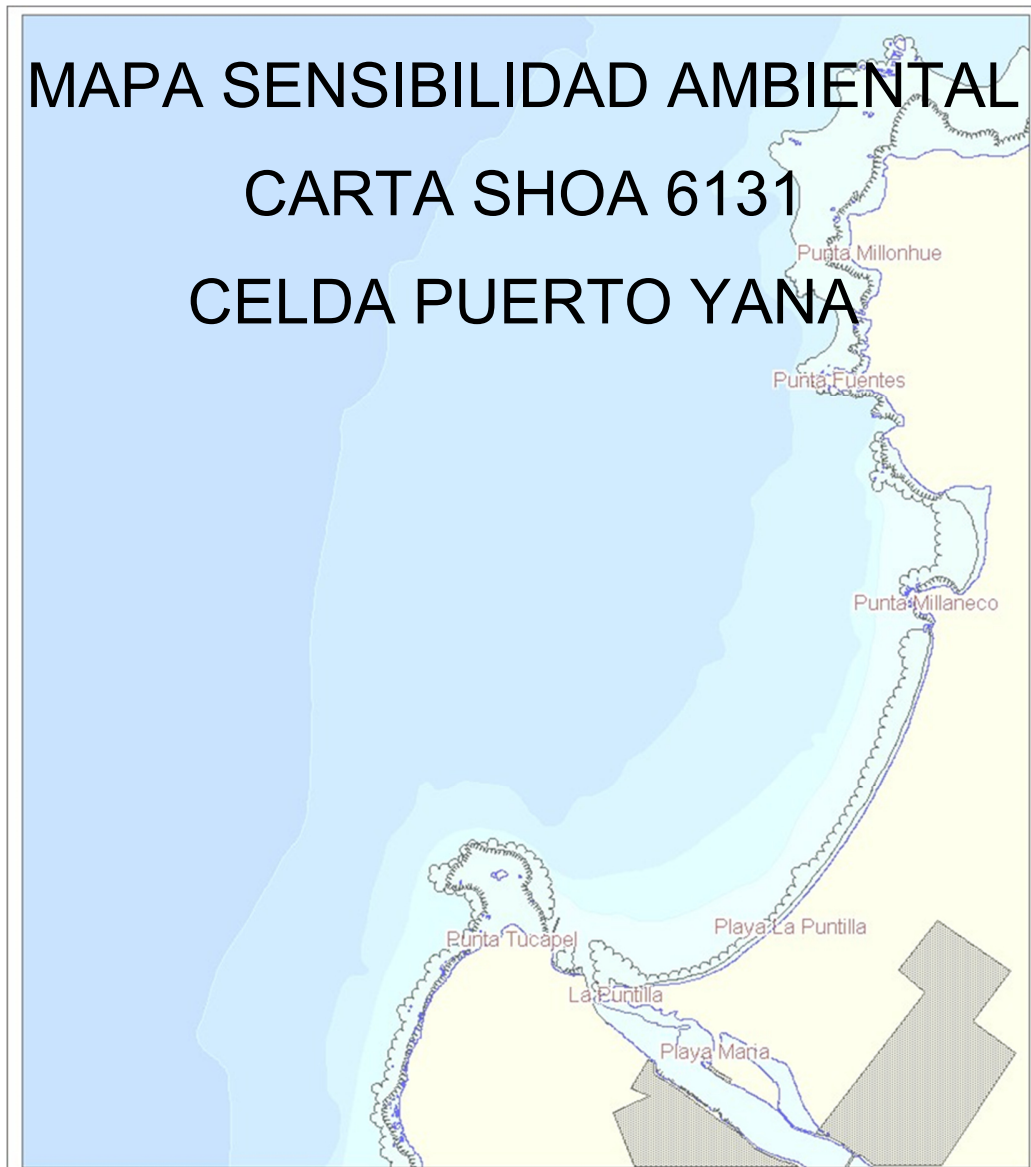 MAPA SENSIBILIDAD AMBIENTAL
CARTA SHOA 6131
Punta Millonhue
CELDA PUERTO YANA
Punta Fuentes
Punta Millaneco
Playa La Puntilla
Punta Tucapel
La Puntilla
Playa Maria